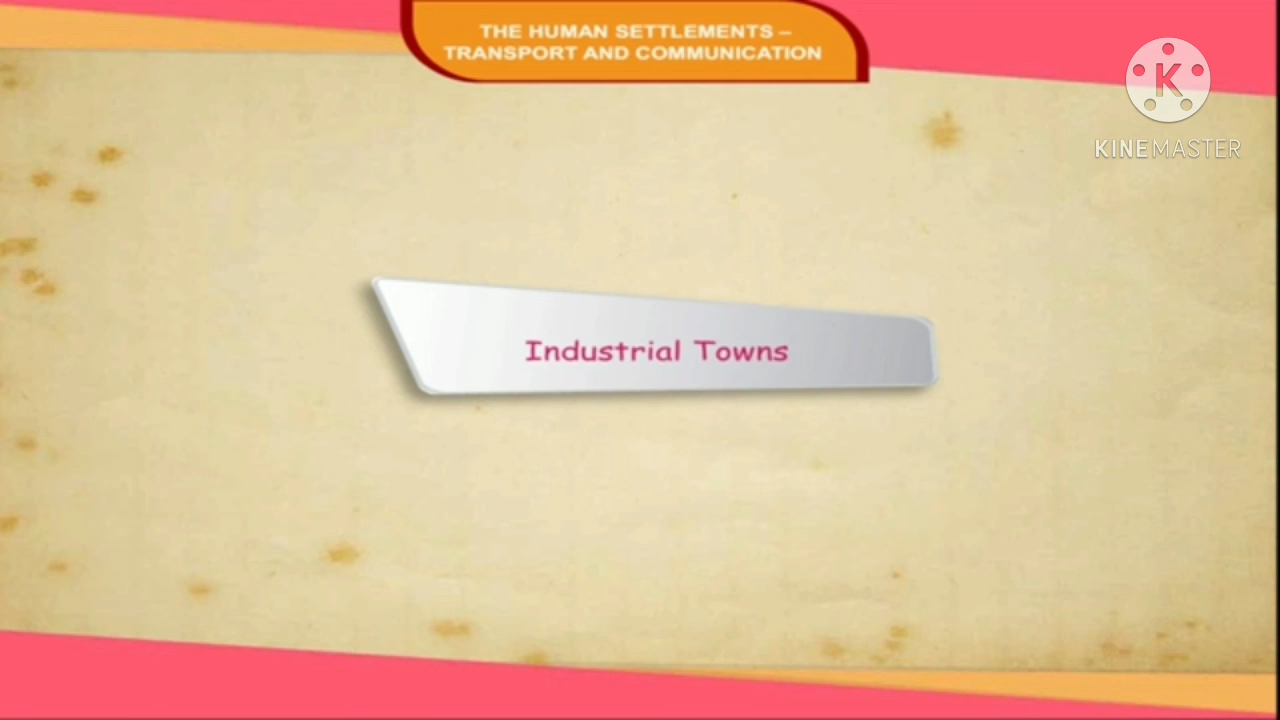 THE HUMAN SETTLEMENTS –
TRANSPORT AND COMMUNICATION
K
KINEMASTER
Industrial Towns